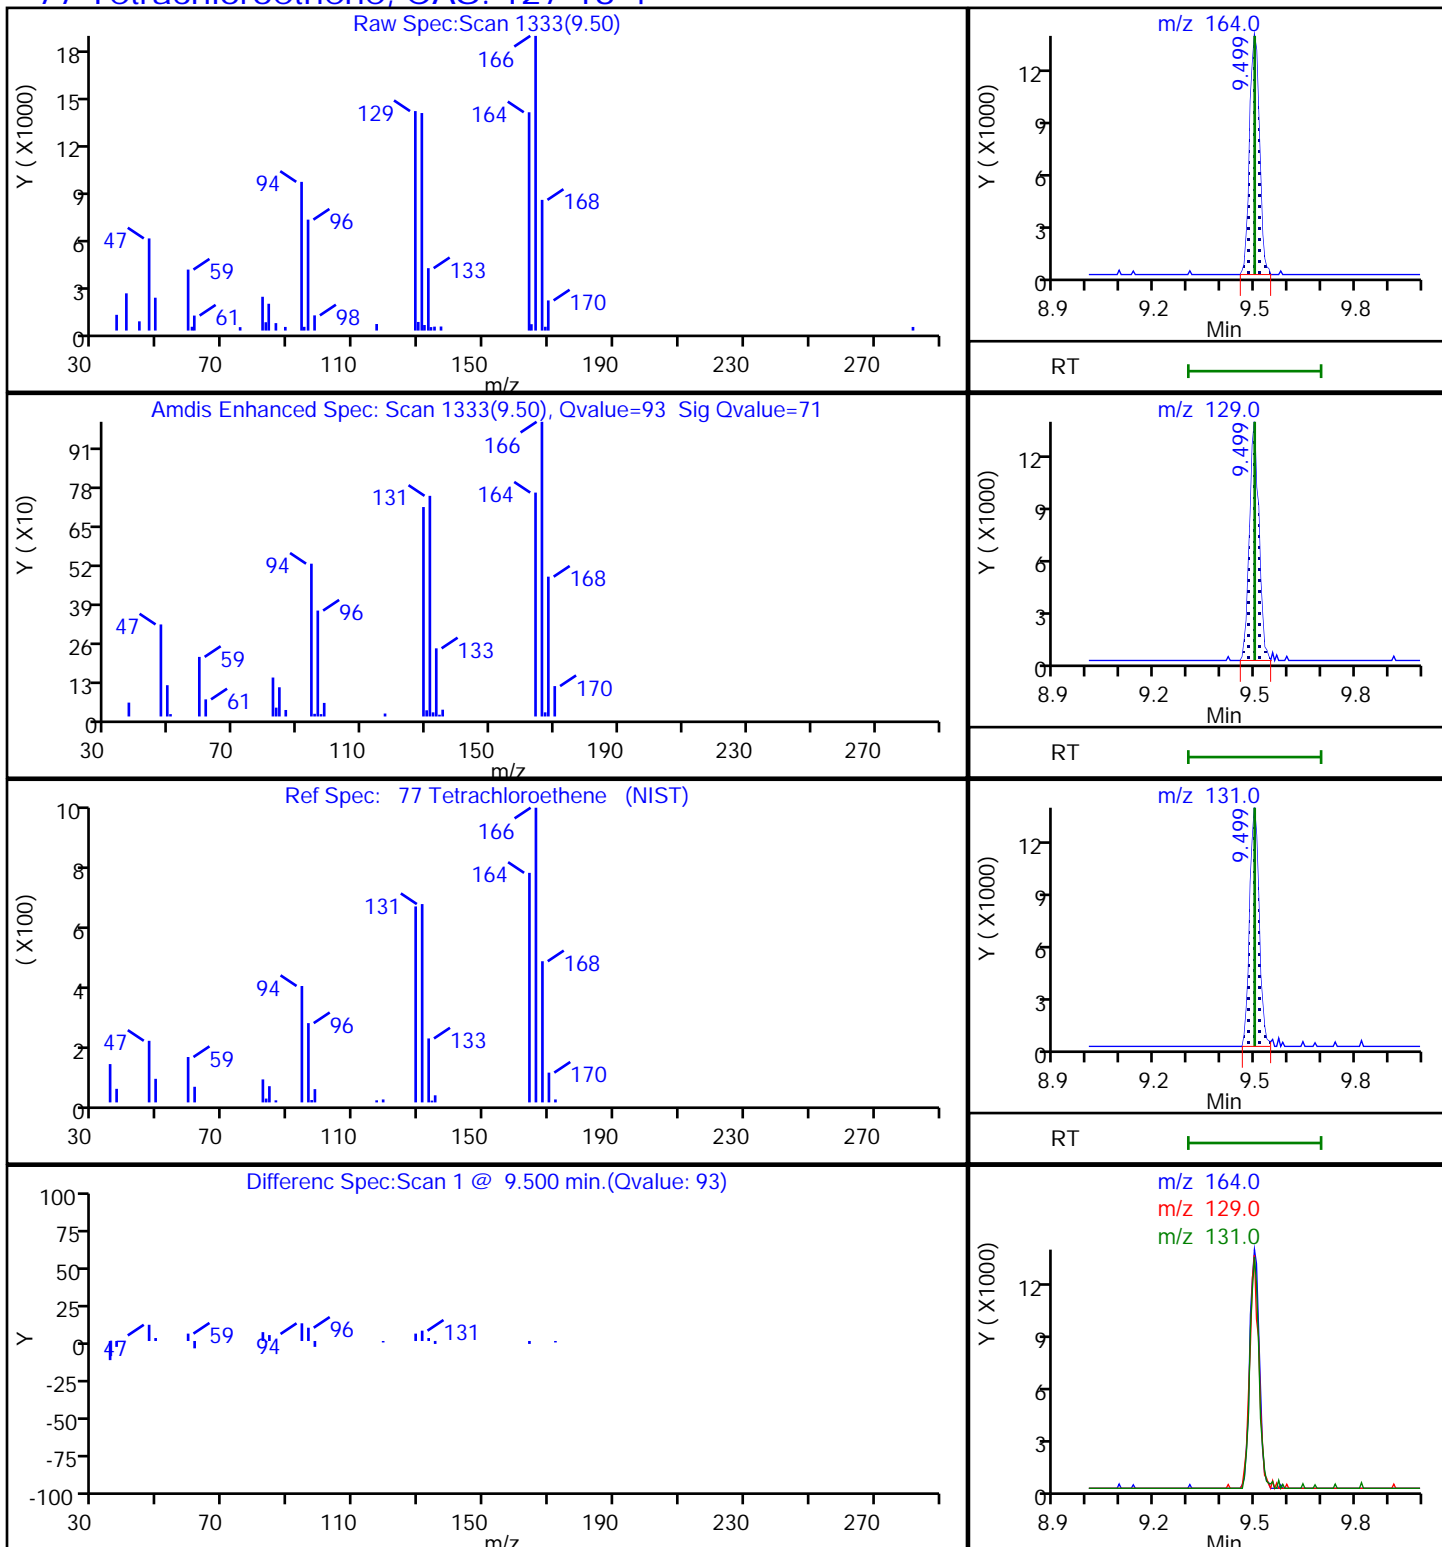 77 Tetrachloroethene, CAS: 127-18-4
Raw Spec:Scan 1333(9.50)
Y ( X1000)
18
15
12
9
6
3
0
166
129
164
94
96
168
47
59
133
61
98
170
30 70 110 150 190 230 270
m/z
m/z 164.0
Y ( X1000)
12
9
6
3
0
9.499
8.9 9.2 9.5 9.8
Min
RT
Amdis Enhanced Spec: Scan 1333(9.50), Qvalue=93 Sig Qvalue=71
Y ( X10)
91
78
65
52
39
26
13
0
166
131
164
94
168
47
96
59
133
61
170
30 70 110 150 190 230 270
m/z
m/z 129.0
Y ( X1000)
12
9
6
3
0
9.499
8.9 9.2 9.5 9.8
Min
RT
Ref Spec: 77 Tetrachloroethene (NIST)
( X100)
10
8
6
4
2
0
166
164
131
168
94
96
47
59
133
170
30 70 110 150 190 230 270
m/z
m/z 131.0
Y ( X1000)
12
9
6
3
0
9.499
8.9 9.2 9.5 9.8
Min
RT
Differenc Spec:Scan 1 @ 9.500 min.(Qvalue: 93)
Y
100
75
50
25
0
-25
-50
-75
-100
47
59
94
96
131
30 70 110 150 190 230 270
m/z
m/z 164.0
m/z 129.0
m/z 131.0
Y ( X1000)
12
9
6
3
0
8.9 9.2 9.5 9.8
Min